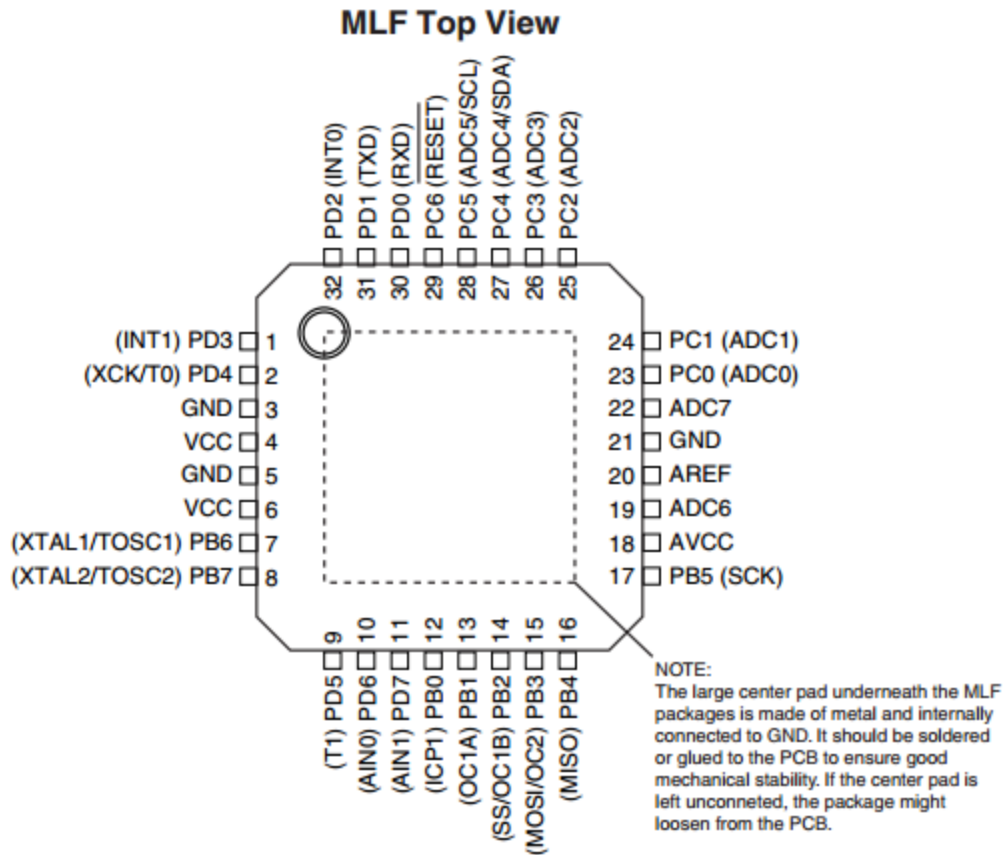 MLF Top View
PD2 (INT0)
PD1 (TXD)
PD0 (RXD)
PC6 (RESET)
PC5 (ADC5/SCL)
PC4 (ADC4/SDA)
PC3 (ADC3)
PC2 (ADC2)
32
31
30
29
28
27
26
25
(INT1) PD3 1
(XCK/T0) PD4 2
GND 3
VCC 4
GND 5
VCC 6
(XTAL1/TOSC1) PB6 7
(XTAL2/TOSC2) PB7 8
24 PC1 (ADC1)
23 PC0 (ADC0)
22 ADC7
21 GND
20 AREF
19 ADC6
18 AVCC
17 PB5 (SCK)
9
10
11
12
13
14
15
16
(T1) PD5
(AIN0) PD6
(AIN1) PD7
(ICP1) PB0
(OC1A) PB1
(SS/OC1B) PB2
(MOSI/OC2) PB3
(MISO) PB4
NOTE:
The large center pad underneath the MLF
packages is made of metal and internally
connected to GND. It should be soldered
or glued to the PCB to ensure good
mechanical stability. If the center pad is
left unconneted, the package might
loosen from the PCB.